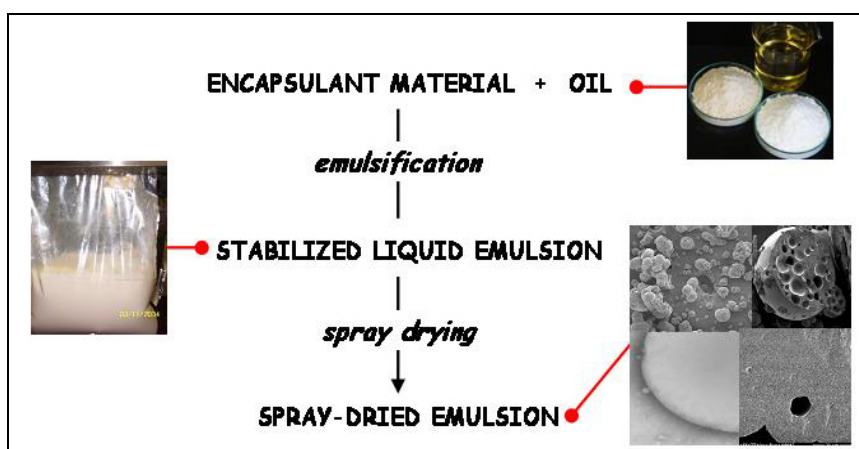 ENCAPSULANT MATERIAL + OIL
emulsification
STABILIZED LIQUID EMULSION
spray drying
SPRAY-DRIED EMULSION